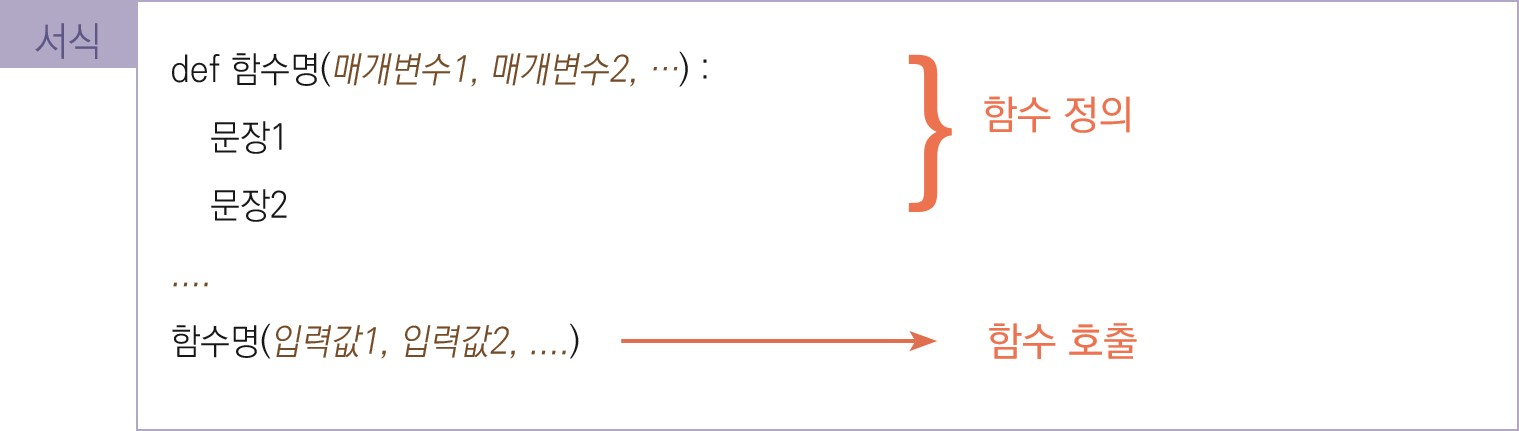 서식
def 함수명(매개변수1, 매개변수2, …) :
문장1
문장2
함수 정의
....
함수명(입력값1, 입력값2, ....)
함수 호출